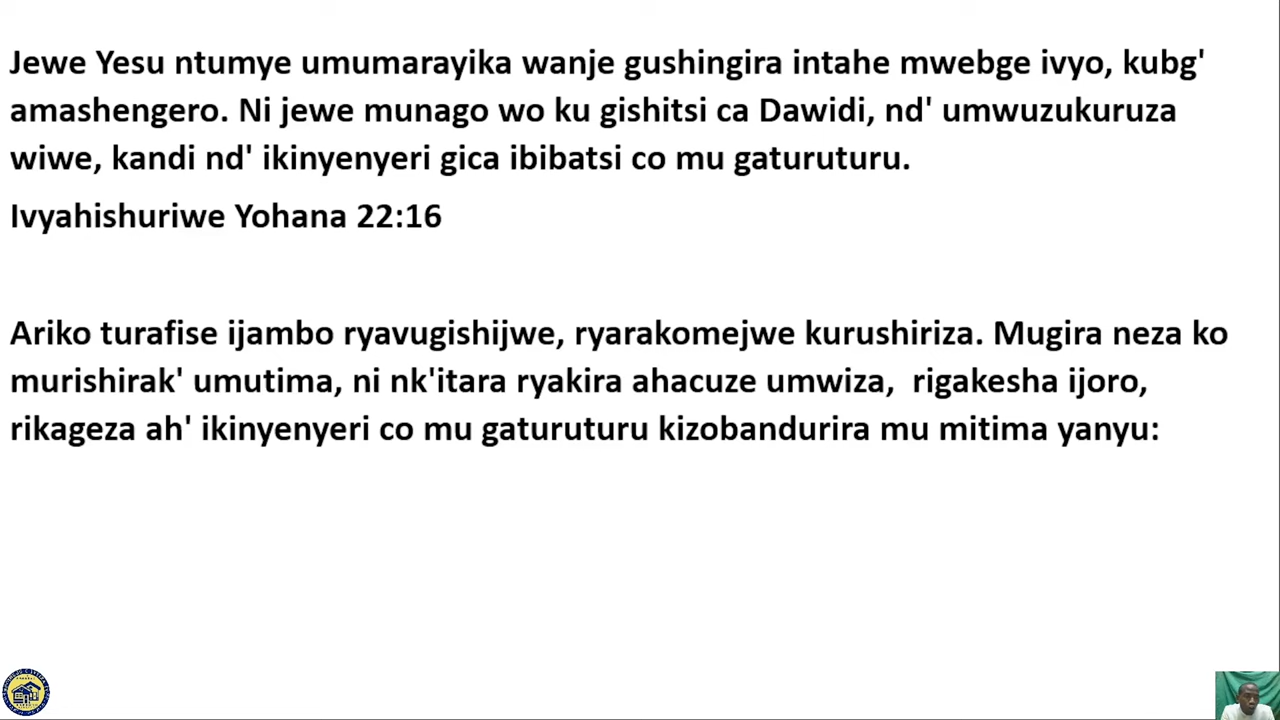 Jewe Yesu ntumye umumarayika wanje gushingira intahe mwebge ivyo, kubg'
amashengero. Ni jewe munago wo ku gishitsi ca Dawidi, nd' umwuzukuruza
wiwe, kandi nd' ikinyenyeri gica ibibatsi co mu gaturuturu.
Ivyahishuriwe Yohana 22:16
Ariko turafise ijambo ryavugishijwe, ryarakomejwe kurushiriza. Mugira neza ko
murishirak' umutima, ni nk'itara ryakira ahacuze umwiza,  rigakesha ijoro,
rikageza ah' ikinyenyeri co mu gaturuturu kizobandurira mu mitima yanyu: